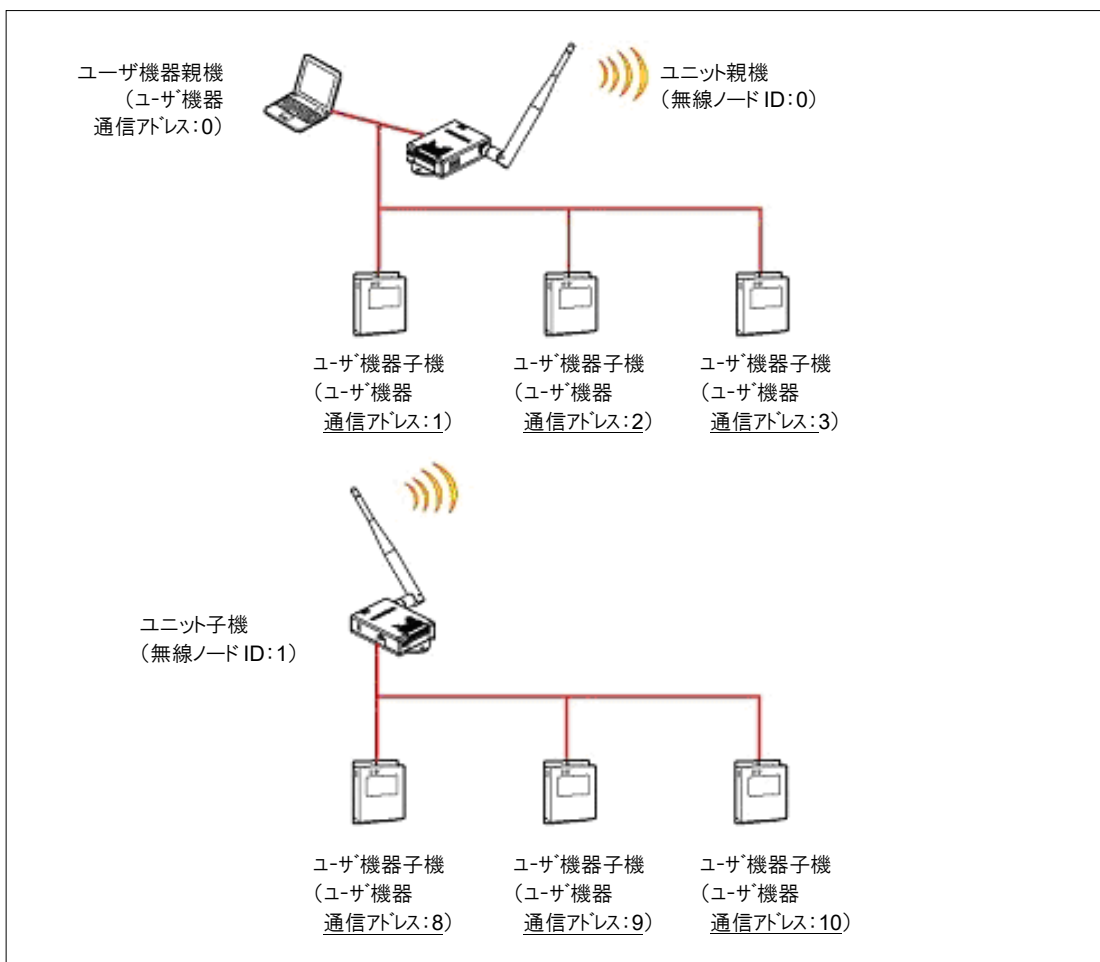 ユーザ機器親機
（ﾕｰｻﾞ機器
通信ｱﾄﾞﾚｽ：0）
ユニット親機
（無線ノード ID：0）
ﾕｰｻﾞ機器子機
（ﾕｰｻﾞ機器
通信ｱﾄﾞﾚｽ：1）
ﾕｰｻﾞ機器子機
（ﾕｰｻﾞ機器
通信ｱﾄﾞﾚｽ：2）
ﾕｰｻﾞ機器子機
（ﾕｰｻﾞ機器
通信ｱﾄﾞﾚｽ：3）
ユニット子機
（無線ノード ID：1）
ﾕｰｻﾞ機器子機
（ﾕｰｻﾞ機器
通信ｱﾄﾞﾚｽ：8）
ﾕｰｻﾞ機器子機
（ﾕｰｻﾞ機器
通信ｱﾄﾞﾚｽ：9）
ﾕｰｻﾞ機器子機
（ﾕｰｻﾞ機器
通信ｱﾄﾞﾚｽ：10）